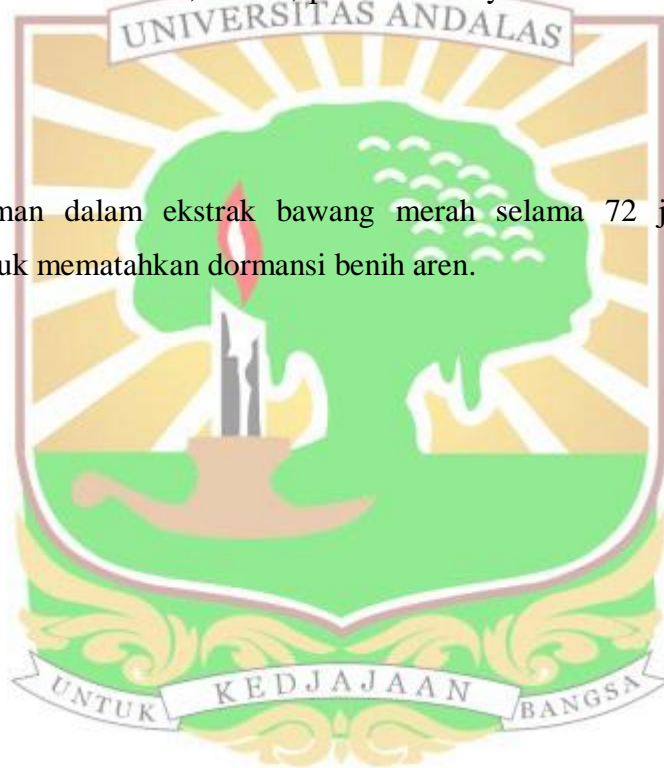 UNIVERSITAS ANDALAS
man dalam ekstrak bawang merah selama 72 j
uk mematahkan dormansi benih aren.
UNTUK KEDJAJAAN BANGSA